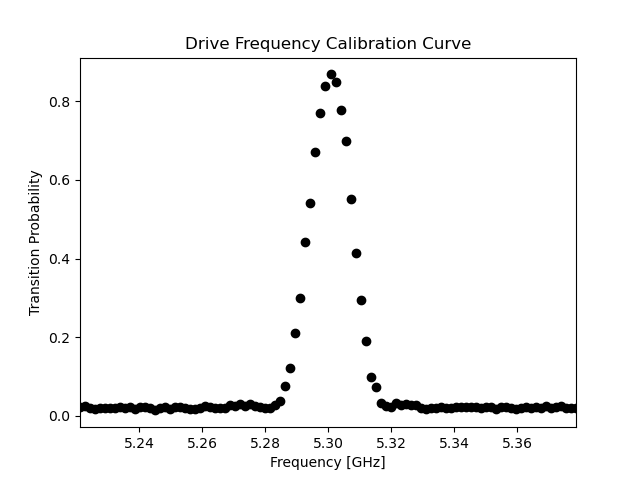 Drive Frequency Calibration Curve
Transition Probability
0.8
0.6
0.4
0.2
0.0
5.24 5.26 5.28 5.30 5.32 5.34 5.36
Frequency [GHz]